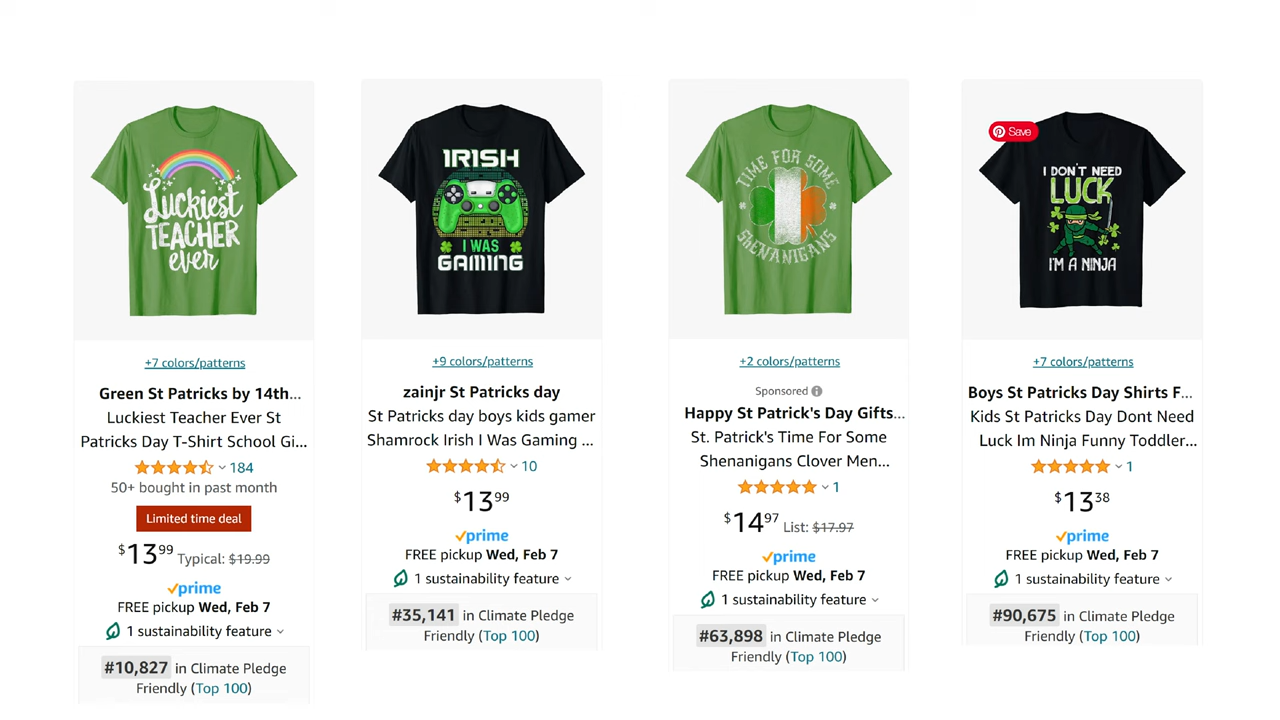 Luckiest
TEACHER
ever
+7 colors/patterns
Green St Patricks by 14th...
Luckiest Teacher Ever St
Patricks Day T-Shirt School Gi...
184
50+ bought in past month
Limited time deal
$13.99 Typical: $19.99
prime
FREE pickup Wed, Feb 7
1 sustainability feature
#10,827 in Climate Pledge
Friendly (Top 100)
IRISH
I WAS
GAMING
+9 colors/patterns
zainjr St Patricks day
St Patricks day boys kids gamer
Shamrock Irish I Was Gaming ...
10
$13.99
prime
FREE pickup Wed, Feb 7
1 sustainability feature
#35,141 in Climate Pledge
Friendly (Top 100)
TIME FOR SOME
SHENANIGANS
+2 colors/patterns
Sponsored
Happy St Patrick's Day Gifts...
St. Patrick's Time For Some
Shenanigans Clover Men...
1
$14.97 List: $17.97
prime
FREE pickup Wed, Feb 7
1 sustainability feature
#63,898 in Climate Pledge
Friendly (Top 100)
Save
I DON'T NEED
LUCK
I'M A NINJA
+7 colors/patterns
Boys St Patricks Day Shirts F...
Kids St Patricks Day Dont Need
Luck Im Ninja Funny Toddler...
1
$13.38
prime
FREE pickup Wed, Feb 7
1 sustainability feature
#90,675 in Climate Pledge
Friendly (Top 100)